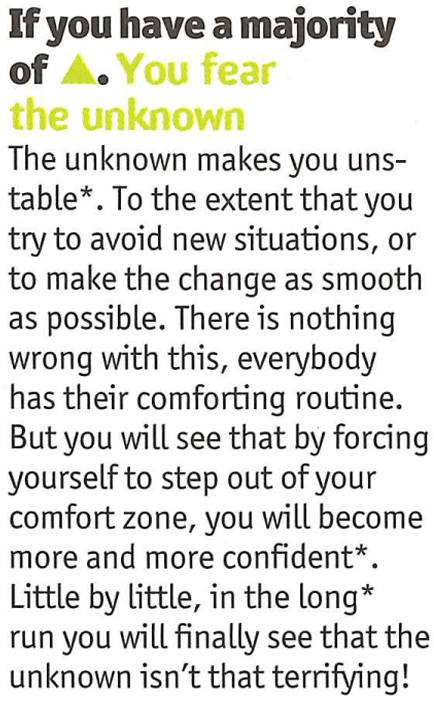 If you have a majority
of ▲. You fear
the unknown
The unknown makes you uns-
table*. To the extent that you
try to avoid new situations, or
to make the change as smooth
as possible. There is nothing
wrong with this, everybody
has their comforting routine.
But you will see that by forcing
yourself to step out of your
comfort zone, you will become
more and more confident*.
Little by little, in the long*
run you will finally see that the
unknown isn't that terrifying!